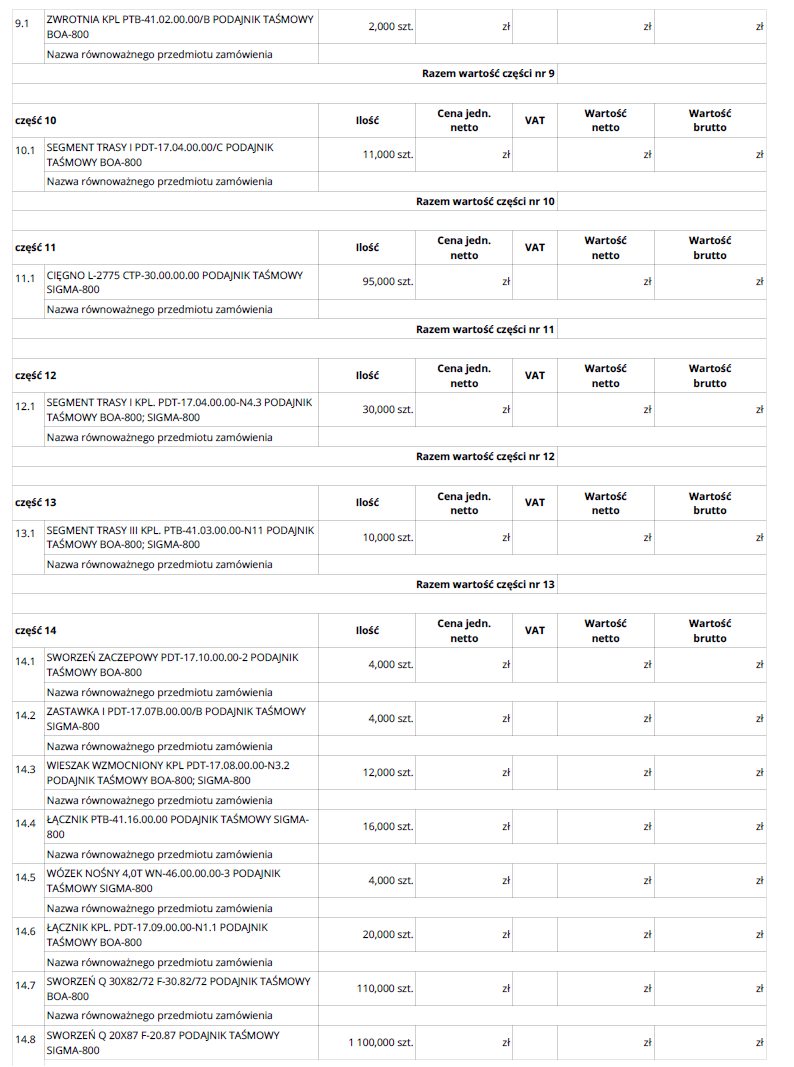 9.1 ZWROTNIA KPL PTB-41.02.00.00/B PODAJNIK TAŚMOWY
BOA-800 2,000 szt. zł zł zł
Nazwa równoważnego przedmiotu zamówienia
Razem wartość części nr 9
część 10 Ilość Cena jedn. netto VAT Wartość netto Wartość brutto
10.1 SEGMENT TRASY I PDT-17.04.00.00/C PODAJNIK
TAŚMOWY BOA-800 11,000 szt. zł zł zł
Nazwa równoważnego przedmiotu zamówienia
Razem wartość części nr 10
część 11 Ilość Cena jedn. netto VAT Wartość netto Wartość brutto
11.1 CIĘGNO L-2775 CTP-30.00.00.00 PODAJNIK TAŚMOWY
SIGMA-800 95,000 szt. zł zł zł
Nazwa równoważnego przedmiotu zamówienia
Razem wartość części nr 11
część 12 Ilość Cena jedn. netto VAT Wartość netto Wartość brutto
12.1 SEGMENT TRASY I KPL. PDT-17.04.00.00-N4.3 PODAJNIK
TAŚMOWY BOA-800; SIGMA-800 30,000 szt. zł zł zł
Nazwa równoważnego przedmiotu zamówienia
Razem wartość części nr 12
część 13 Ilość Cena jedn. netto VAT Wartość netto Wartość brutto
13.1 SEGMENT TRASY III KPL. PTB-41.03.00.00-N11 PODAJNIK
TAŚMOWY BOA-800; SIGMA-800 10,000 szt. zł zł zł
Nazwa równoważnego przedmiotu zamówienia
Razem wartość części nr 13
część 14 Ilość Cena jedn. netto VAT Wartość netto Wartość brutto
14.1 SWORZEŃ ZACZEPOWY PDT-17.10.00.00-2 PODAJNIK
TAŚMOWY BOA-800 4,000 szt. zł zł zł
Nazwa równoważnego przedmiotu zamówienia
14.2 ZASTAWKA I PDT-17.07B.00.00/B PODAJNIK TAŚMOWY
SIGMA-800 4,000 szt. zł zł zł
Nazwa równoważnego przedmiotu zamówienia
14.3 WIESZAK WZMOCNIONY KPL PDT-17.08.00.00-N3.2
PODAJNIK TAŚMOWY BOA-800; SIGMA-800 12,000 szt. zł zł zł
Nazwa równoważnego przedmiotu zamówienia
14.4 ŁĄCZNIK PTB-41.16.00.00 PODAJNIK TAŚMOWY SIGMA-
800 16,000 szt. zł zł zł
Nazwa równoważnego przedmiotu zamówienia
14.5 WÓZEK NOŚNY 4,0T WN-46.00.00.00-3 PODAJNIK
TAŚMOWY SIGMA-800 4,000 szt. zł zł zł
Nazwa równoważnego przedmiotu zamówienia
14.6 ŁĄCZNIK KPL. PDT-17.09.00.00-N1.1 PODAJNIK
TAŚMOWY BOA-800 20,000 szt. zł zł zł
Nazwa równoważnego przedmiotu zamówienia
14.7 SWORZEŃ Q 30X82/72 F-30.82/72 PODAJNIK TAŚMOWY
BOA-800 110,000 szt. zł zł zł
Nazwa równoważnego przedmiotu zamówienia
14.8 SWORZEŃ Q 20X87 F-20.87 PODAJNIK TAŚMOWY
SIGMA-800 1 100,000 szt. zł zł zł